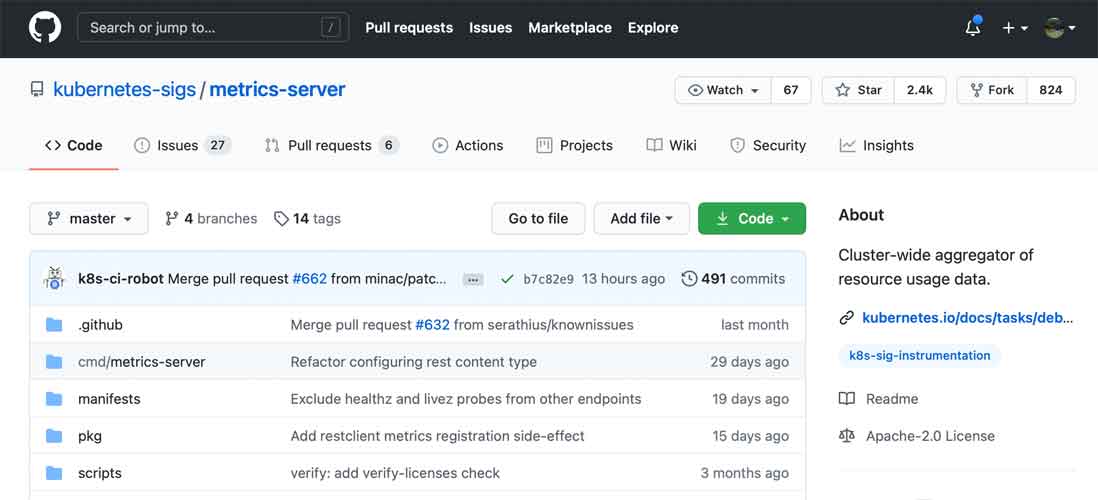 Search or jump to... / Pull requests Issues Marketplace Explore
kubernetes-sigs / metrics-server Watch 67 Star 2.4k Fork 824
Code Issues 27 Pull requests 6 Actions Projects Wiki Security Insights
master 4 branches 14 tags Go to file Add file Code
About
Cluster-wide aggregator of
resource usage data.
kubernetes.io/docs/tasks/deb...
k8s-sig-instrumentation
Readme
Apache-2.0 License
k8s-ci-robot Merge pull request #662 from minac/patc... ... b7c82e9 13 hours ago 491 commits
.github Merge pull request #632 from serathius/knownissues last month
cmd/metrics-server Refactor configuring rest content type 29 days ago
manifests Exclude healthz and livez probes from other endpoints 19 days ago
pkg Add restclient metrics registration side-effect 15 days ago
scripts verify: add verify-licenses check 3 months ago